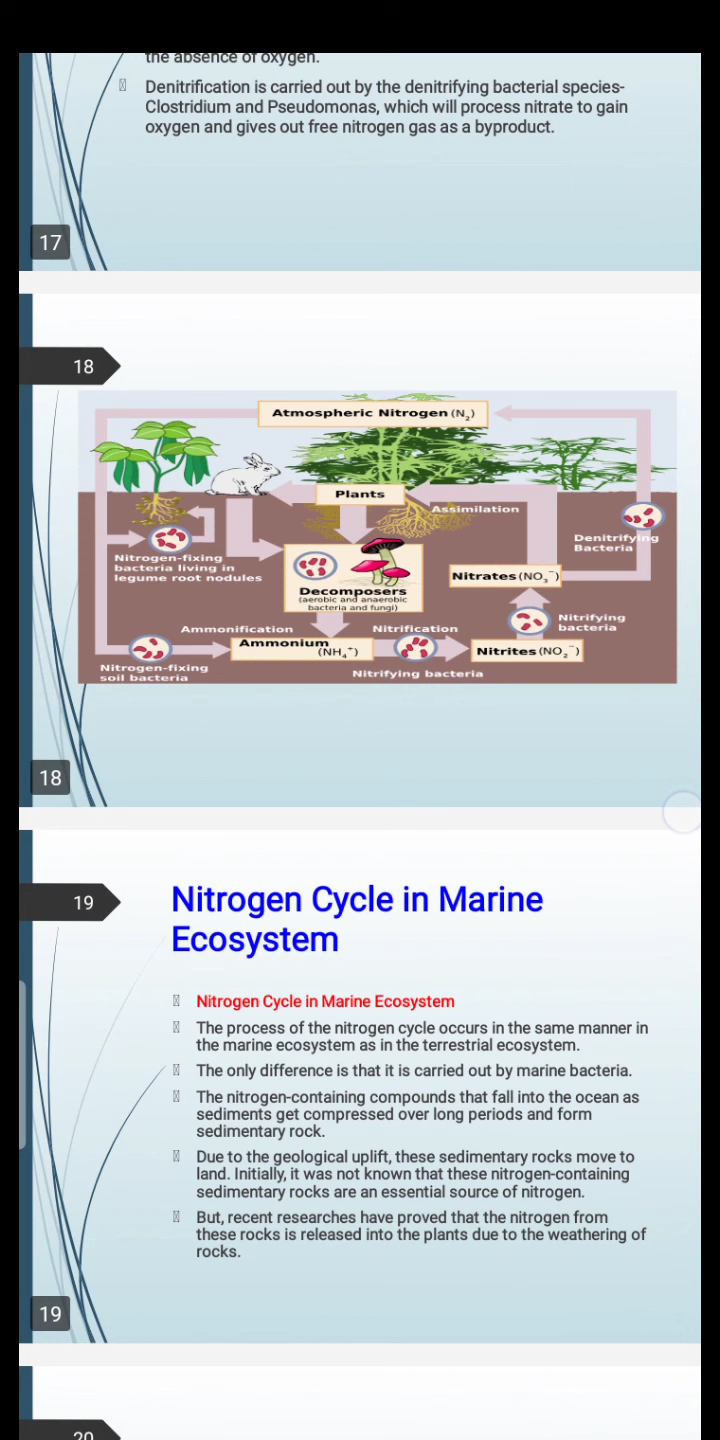 the absence of oxygen.
Denitrification is carried out by the denitrifying bacterial species-
Clostridium and Pseudomonas, which will process nitrate to gain
oxygen and gives out free nitrogen gas as a byproduct.
17
18
Atmospheric Nitrogen (N2)
Plants
Assimilation
Denitrifying
Bacteria
Nitrogen-fixing
bacteria living in
legume root nodules
Decomposers
(aerobic and anaerobic
bacteria and fungi)
Nitrates (NO3-)
Nitrifying
bacteria
Ammonification
Ammonium
(NH4+)
Nitrification
Nitrites (NO2-)
Nitrogen-fixing
soil bacteria
Nitrifying bacteria
18
19
Nitrogen Cycle in Marine
Ecosystem
Nitrogen Cycle in Marine Ecosystem
The process of the nitrogen cycle occurs in the same manner in
the marine ecosystem as in the terrestrial ecosystem.
The only difference is that it is carried out by marine bacteria.
The nitrogen-containing compounds that fall into the ocean as
sediments get compressed over long periods and form
sedimentary rock.
Due to the geological uplift, these sedimentary rocks move to
land. Initially, it was not known that these nitrogen-containing
sedimentary rocks are an essential source of nitrogen.
But, recent researches have proved that the nitrogen from
these rocks is released into the plants due to the weathering of
rocks.
19
20